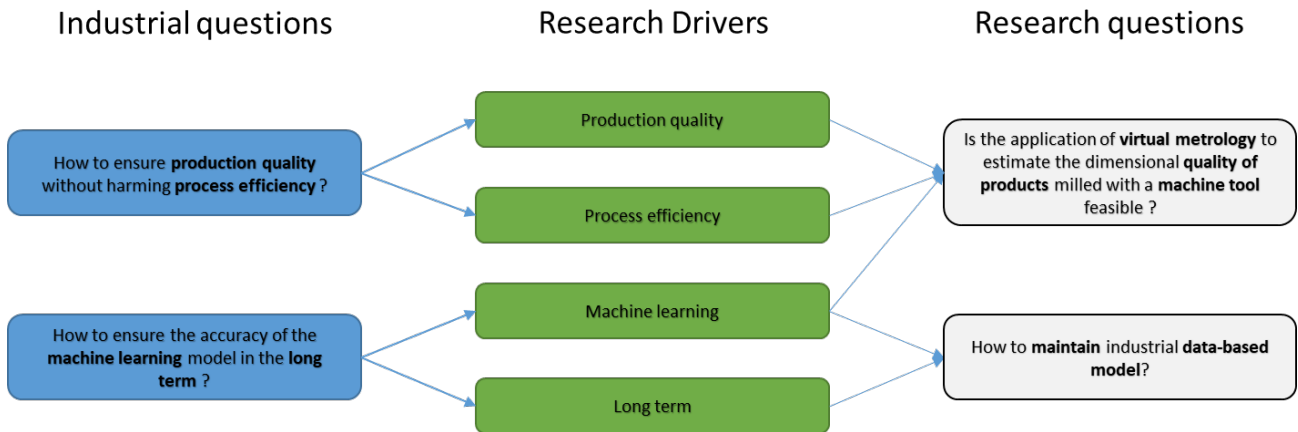 Industrial questions
Research Drivers
Research questions
How to ensure production quality
without harming process efficiency ?
How to ensure the accuracy of the
machine learning model in the long
term ?
Production quality
Process efficiency
Machine learning
Long term
Is the application of virtual metrology to
estimate the dimensional quality of
products milled with a machine tool
feasible ?
How to maintain industrial data-based
model?